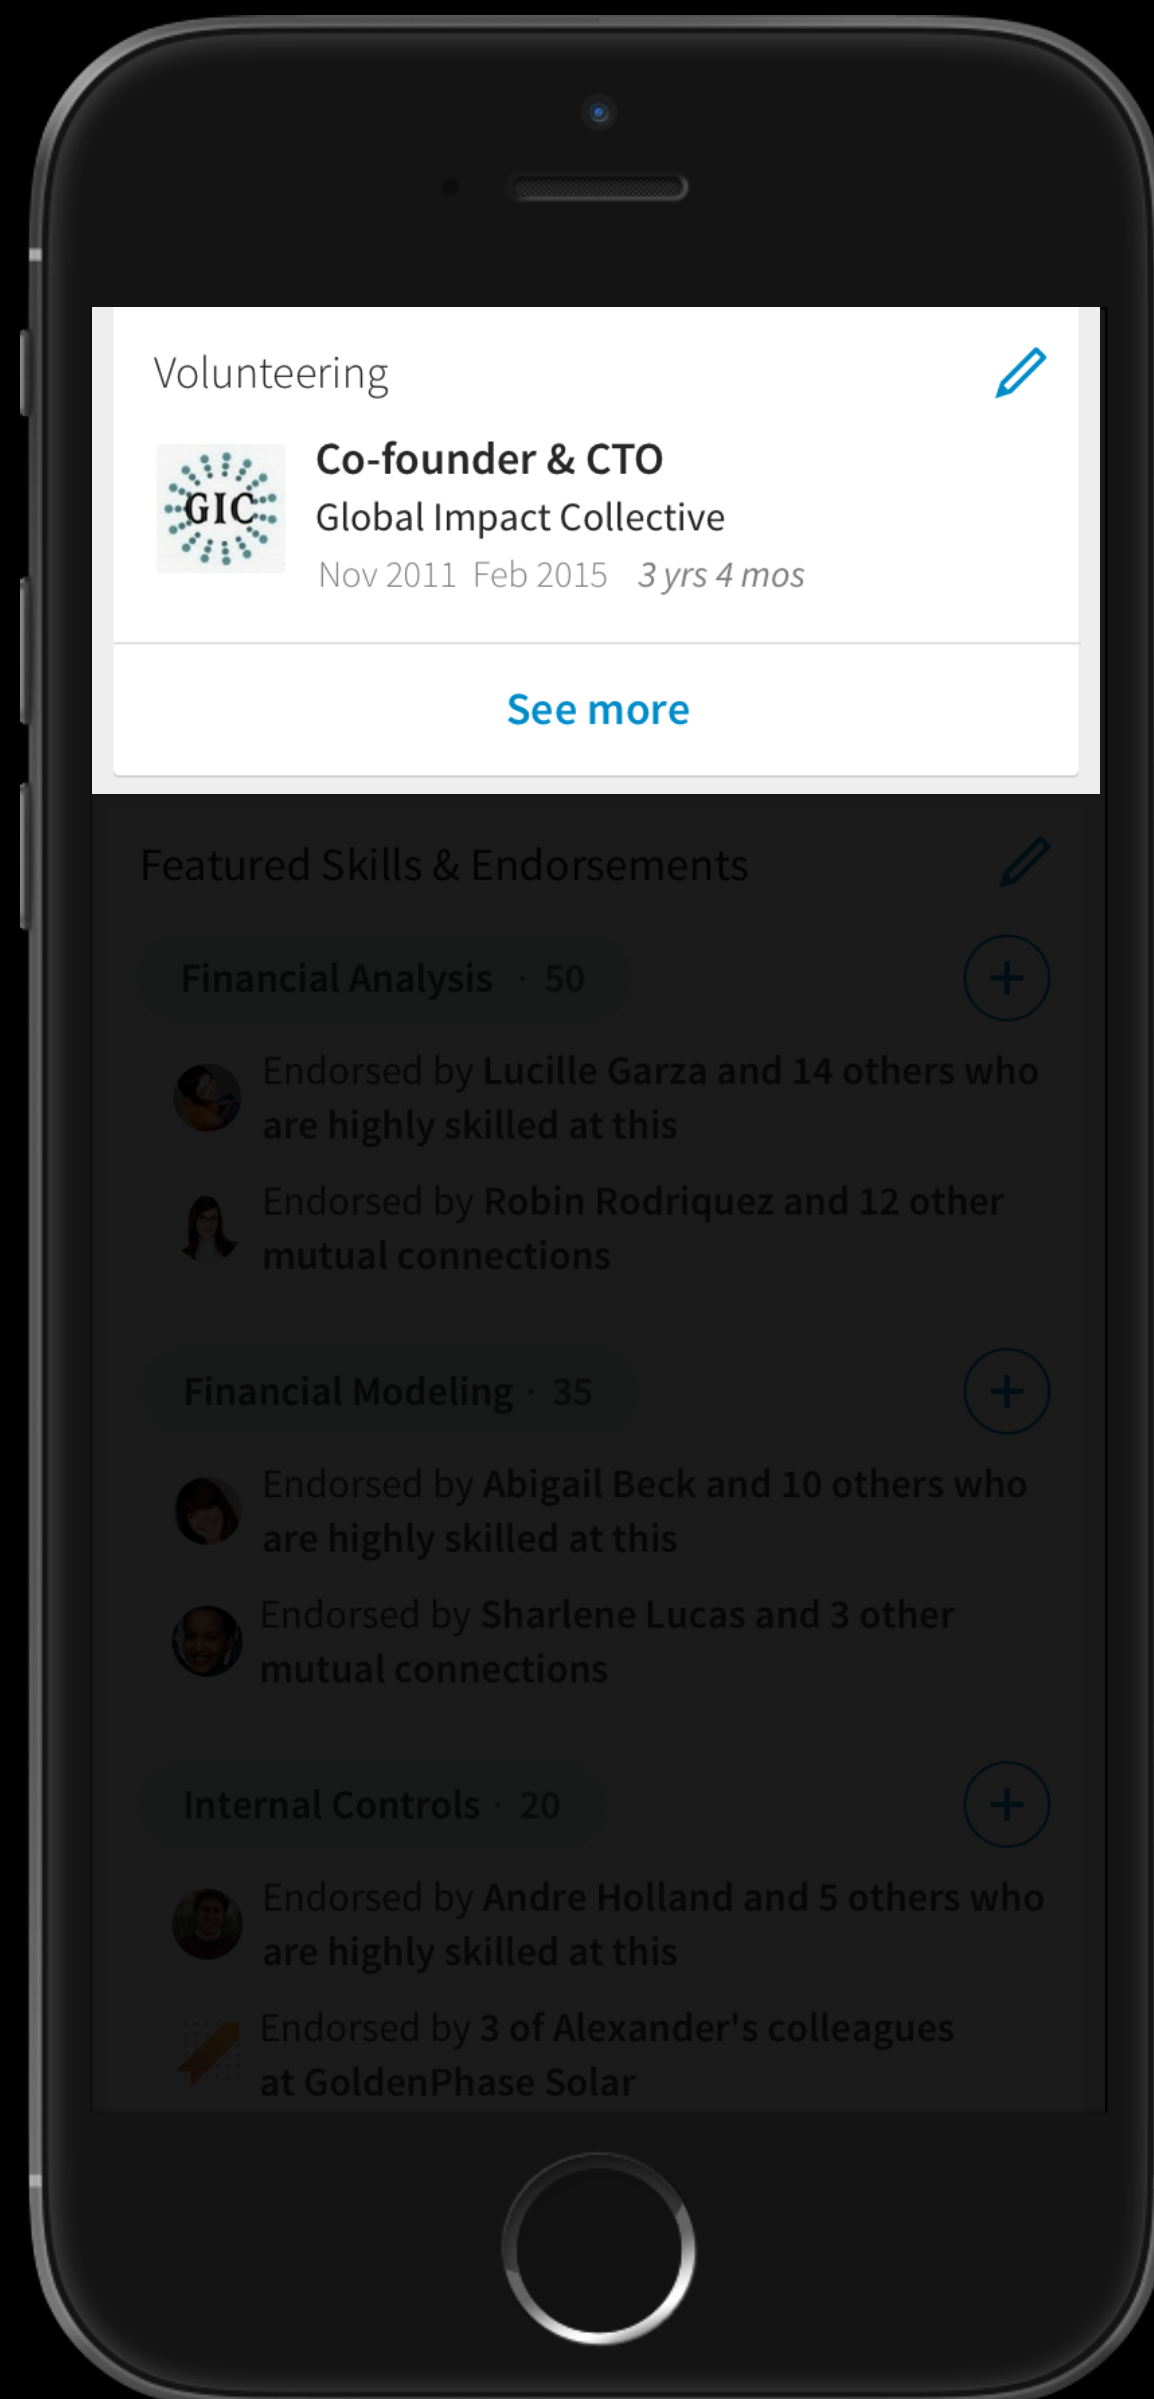 Volunteering
GIC
Co-founder & CTO
Global Impact Collective
Nov 2011 Feb 2015 3 yrs 4 mos
See more
Featured Skills & Endorsements
Financial Analysis · 50
Endorsed by Lucille Garza and 14 others who
are highly skilled at this
Endorsed by Robin Rodriquez and 12 other
mutual connections
Financial Modeling · 35
Endorsed by Abigail Beck and 10 others who
are highly skilled at this
Endorsed by Sharlene Lucas and 3 other
mutual connections
Internal Controls · 20
Endorsed by Andre Holland and 5 others who
are highly skilled at this
Endorsed by 3 of Alexander's colleagues
at GoldenPhase Solar